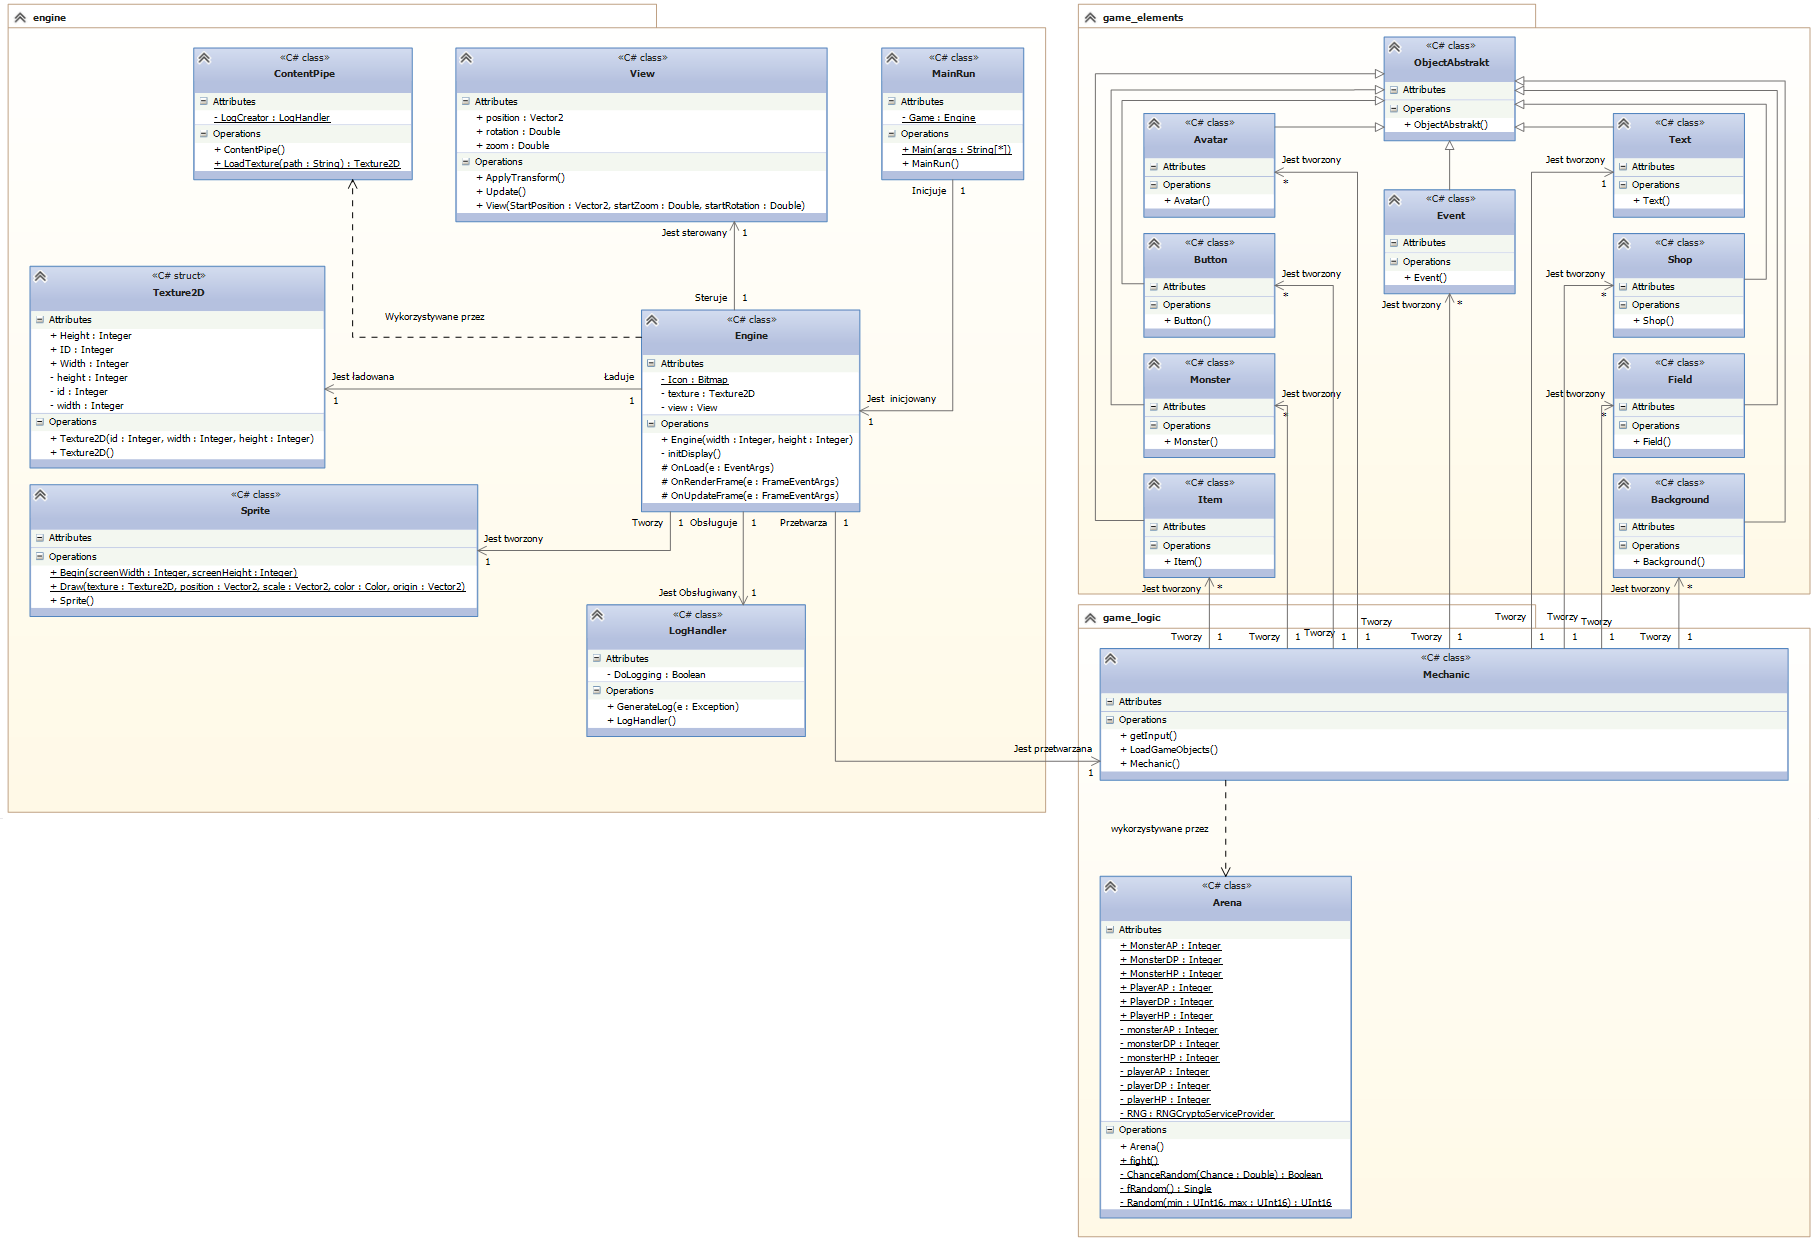 engine
«C# class»
ContentPipe
Attributes
- LogCreator : LogHandler
Operations
+ ContentPipe()
+ LoadTexture(path : String) : Texture2D
«C# class»
View
Attributes
+ position : Vector2
+ rotation : Double
+ zoom : Double
Operations
+ ApplyTransform()
+ Update()
+ View(StartPosition : Vector2, startZoom : Double, startRotation : Double)
«C# class»
MainRun
Attributes
- Game : Engine
Operations
+ Main(args : String[*])
+ MainRun()
Inicjuje 1
Jest sterowany 1
Steruje 1
Wykorzystywane przez
«C# struct»
Texture2D
Attributes
+ Height : Integer
+ ID : Integer
+ Width : Integer
- height : Integer
- id : Integer
- width : Integer
Operations
+ Texture2D(id : Integer, width : Integer, height : Integer)
+ Texture2D()
Jest ładowana
1
Ładuje
1
«C# class»
Engine
Attributes
- Icon : Bitmap
- texture : Texture2D
- view : View
Operations
+ Engine(width : Integer, height : Integer)
- initDisplay()
# OnLoad(e : EventArgs)
# OnRenderFrame(e : FrameEventArgs)
# OnUpdateFrame(e : FrameEventArgs)
Jest inicjowany
1
Tworzy 1
Obsługuje 1
Przetwarza 1
«C# class»
Sprite
Attributes
Operations
+ Begin(screenWidth : Integer, screenHeight : Integer)
+ Draw(texture : Texture2D, position : Vector2, scale : Vector2, color : Color, origin : Vector2)
+ Sprite()
Jest tworzony
1
Jest Obsługiwany 1
«C# class»
LogHandler
Attributes
- DoLogging : Boolean
Operations
+ GenerateLog(e : Exception)
+ LogHandler()
Jest przetwarzana
1
game_elements
«C# class»
ObjectAbstrakt
Attributes
Operations
+ ObjectAbstrakt()
«C# class»
Avatar
Attributes
Operations
+ Avatar()
Jest tworzony
*
«C# class»
Text
Attributes
Operations
+ Text()
Jest tworzony
1
«C# class»
Event
Attributes
Operations
+ Event()
Jest tworzony *
«C# class»
Button
Attributes
Operations
+ Button()
Jest tworzony
*
«C# class»
Shop
Attributes
Operations
+ Shop()
Jest tworzony
*
«C# class»
Monster
Attributes
Operations
+ Monster()
Jest tworzony
*
«C# class»
Field
Attributes
Operations
+ Field()
Jest tworzony
*
«C# class»
Item
Attributes
Operations
+ Item()
Jest tworzony *
«C# class»
Background
Attributes
Operations
+ Background()
Jest tworzony *
game_logic
Tworzy 1
Tworzy 1
Tworzy 1
Tworzy 1
Tworzy 1
Tworzy 1
Tworzy 1
Tworzy 1
Tworzy 1
«C# class»
Mechanic
Attributes
Operations
+ getInput()
+ LoadGameObjects()
+ Mechanic()
wykorzystywane przez
«C# class»
Arena
Attributes
+ MonsterAP : Integer
+ MonsterDP : Integer
+ MonsterHP : Integer
+ PlayerAP : Integer
+ PlayerDP : Integer
+ PlayerHP : Integer
- monsterAP : Integer
- monsterDP : Integer
- monsterHP : Integer
- playerAP : Integer
- playerDP : Integer
- playerHP : Integer
- RNG : RNGCryptoServiceProvider
Operations
+ Arena()
+ fight()
- ChanceRandom(Chance : Double) : Boolean
- fRandom() : Single
- Random(min : UInt16, max : UInt16) : UInt16